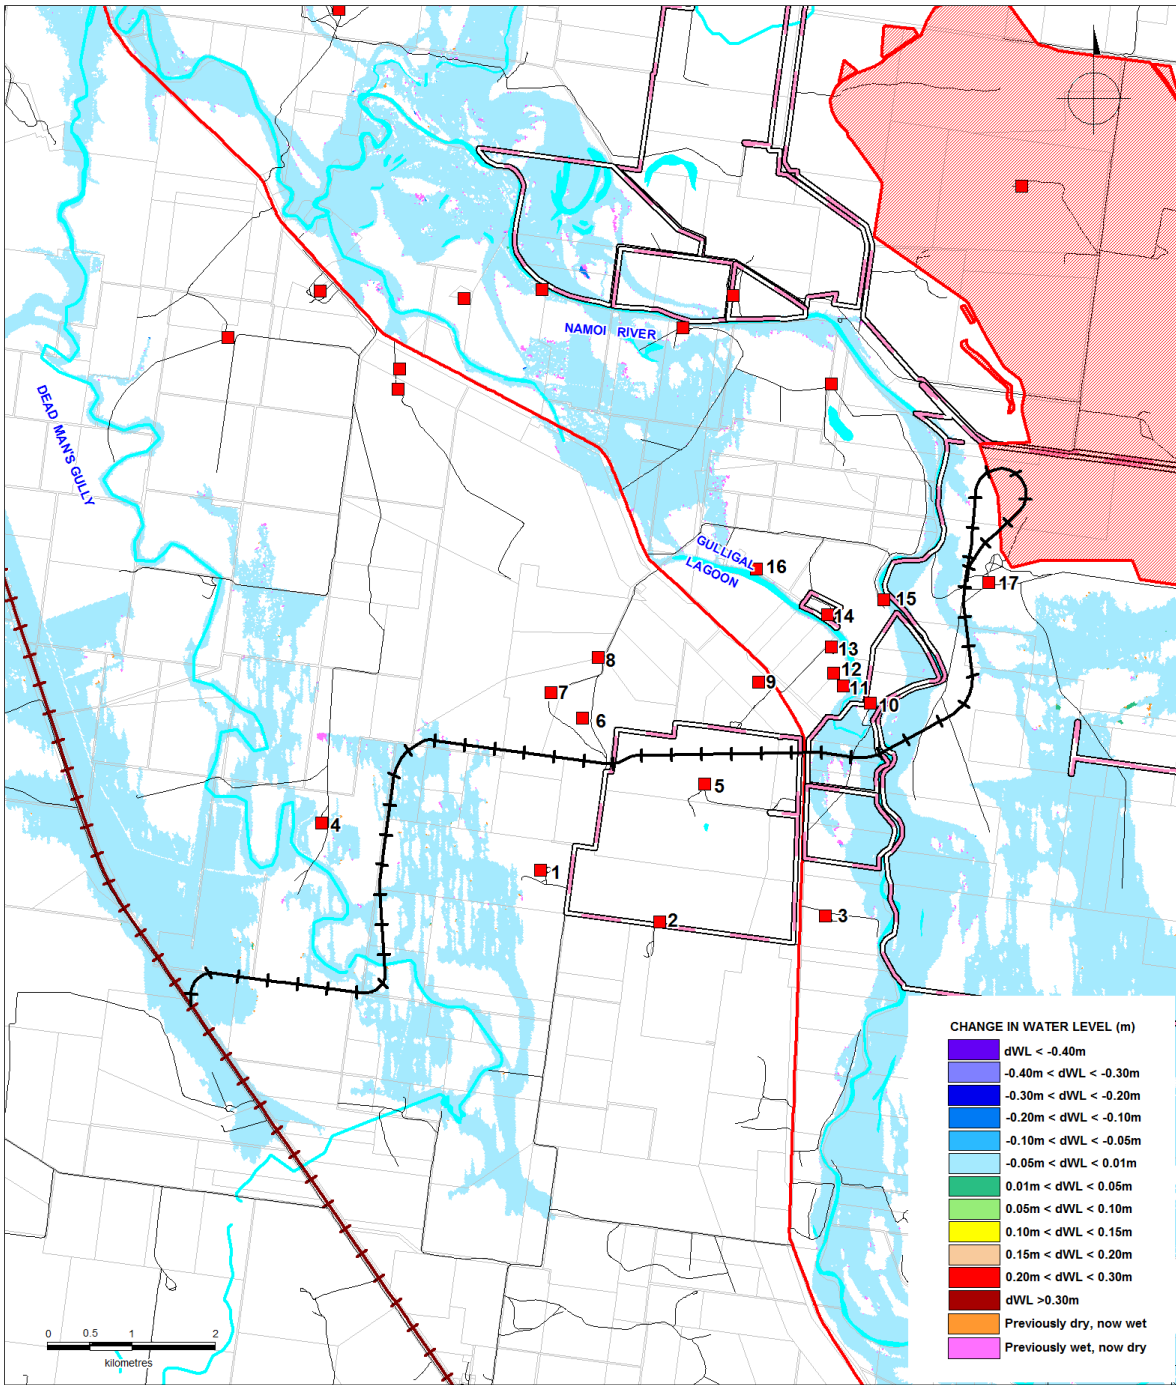 NAMOI RIVER
DEAD MAN'S GULLY
GULLIGAL
LAGOON
16
17
15
14
13
12
11
10
9
8
7
6
5
4
1
2
3
CHANGE IN WATER LEVEL (m)
dWL < -0.40m
-0.40m < dWL < -0.30m
-0.30m < dWL < -0.20m
-0.20m < dWL < -0.10m
-0.10m < dWL < -0.05m
-0.05m < dWL < 0.01m
0.01m < dWL < 0.05m
0.05m < dWL < 0.10m
0.10m < dWL < 0.15m
0.15m < dWL < 0.20m
0.20m < dWL < 0.30m
dWL >0.30m
Previously dry, now wet
Previously wet, now dry
0 0.5 1 2
kilometres